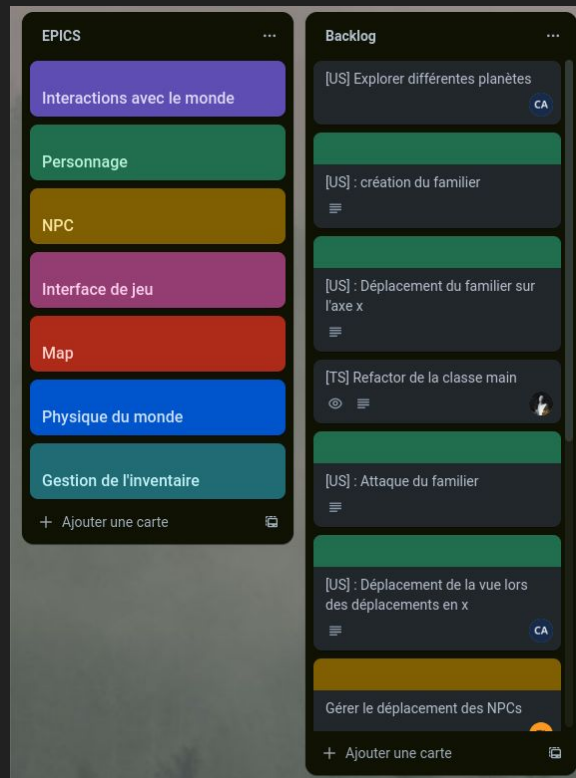 EPICS
Interactions avec le monde
Personnage
NPC
Interface de jeu
Map
Physique du monde
Gestion de l'inventaire
Ajouter une carte
Backlog
[US] Explorer différentes planètes
CA
[US] : création du familier
[US] : Déplacement du familier sur
l'axe x
[TS] Refactor de la classe main
[US] : Attaque du familier
[US] : Déplacement de la vue lors
des déplacements en x
CA
Gérer le déplacement des NPCs
Ajouter une carte